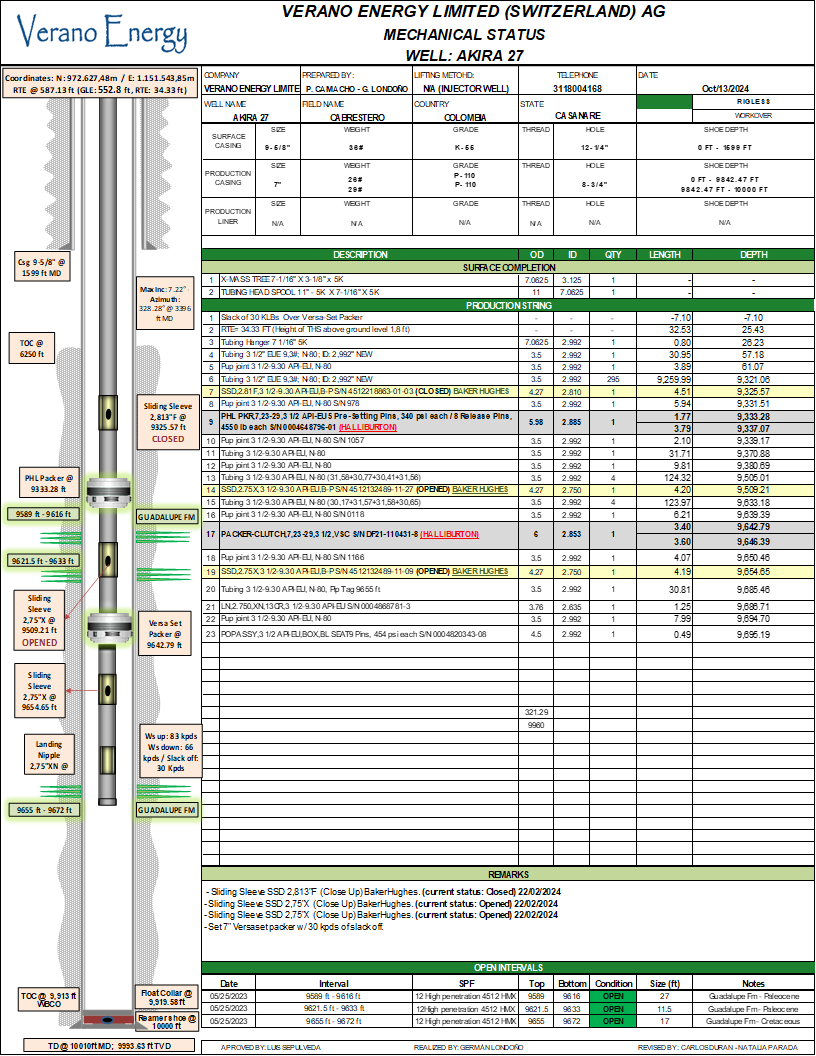 Verano Energy
VERANO ENERGY LIMITED (SWITZERLAND) AG
MECHANICAL STATUS
WELL: AKIRA 27
Coordinates: N: 972.627,48m / E: 1.151.543,85m
RTE @ 587.13 ft (GLE: 552.8 ft, RTE: 34.33 ft)
COMPANY PREPARED BY: LIFTING METOHD: TELEPHONE DATE
VERANO ENERGY LIMITE P. CAMACHO - G. LONDOÑO N/A (INJECTOR WELL) 3118004168 Oct/13/2024
WELL NAME FIELD NAME COUNTRY STATE RIGLESS
AKIRA 27 CABRESTERO COLOMBIA CASANARE WORKOVER
SURFACE CASING SIZE WEIGHT GRADE THREAD HOLE SHOE DEPTH
9-5/8" 36# K-55 12-1/4" 0 FT - 1599 FT
PRODUCTION CASING SIZE WEIGHT GRADE THREAD HOLE SHOE DEPTH
7" 26# P-110 8-3/4" 0 FT - 9842.47 FT
29# P-110 9842.47 FT - 10000 FT
PRODUCTION LINER SIZE WEIGHT GRADE THREAD HOLE SHOE DEPTH
N/A N/A N/A N/A N/A N/A
DESCRIPTION OD ID QTY LENGTH DEPTH
SURFACE COMPLETION
1 X-MASS TREE 7-1/16" X 3-1/8" x 5K 7.0625 3.125 1 - -
2 TUBING HEAD SPOOL 11" - 5K X 7-1/16" X 5K 11 7.0625 1 - -
PRODUCTION STRING
1 Slack of 30 KLBs Over Versa-Set Packer - - - -7.10 -7.10
2 RTE= 34.33 FT (Height of THS above ground level 1,8 ft) - - - 32.53 25.43
3 Tubing Hanger 7 1/16" 5K 7.0625 2.992 1 0.80 26.23
4 Tubing 3 1/2" EUE 9,3#; N-80; ID: 2,992" NEW 3.5 2.992 1 30.95 57.18
5 Pup joint 3 1/2-9.30 API-EU, N-80 3.5 2.992 1 3.89 61.07
6 Tubing 3 1/2" EUE 9,3#; N-80; ID: 2,992" NEW 3.5 2.992 295 9,259.99 9,321.06
7 SSD,2.81F,3 1/2-9.30 API-EU,B-P S/N 4512218863-01-03 (CLOSED) BAKER HUGHES 4.27 2.810 1 4.51 9,325.57
8 Pup joint 3 1/2-9.30 API-EU, N-80 S/N 978 3.5 2.992 1 5.94 9,331.51
9 PHL PKR,7,23-29,3 1/2 API-EU 5 Pre-Setting Pins, 340 psi each / 8 Release Pins, 4550 lb each S/N 0004648796-01 (HALLIBURTON) 5.98 2.885 1 1.77 9,333.28
3.79 9,337.07
10 Pup joint 3 1/2-9.30 API-EU, N-80 S/N 1057 3.5 2.992 1 2.10 9,339.17
11 Tubing 3 1/2-9.30 API-EU, N-80 3.5 2.992 1 31.71 9,370.88
12 Pup joint 3 1/2-9.30 API-EU, N-80 3.5 2.992 1 9.81 9,380.69
13 Tubing 3 1/2-9.30 API-EU, N-80 (31,58+30,77+30,41+31,56) 3.5 2.992 4 124.32 9,505.01
14 SSD,2.75X,3 1/2-9.30 API-EU,B-P S/N 4512132489-11-27 (OPENED) BAKER HUGHES 4.27 2.750 1 4.20 9,509.21
15 Tubing 3 1/2-9.30 API-EU, N-80 (30,17+31,57+31,58+30,65) 3.5 2.992 4 123.97 9,633.18
16 Pup joint 3 1/2-9.30 API-EU, N-80 S/N 0118 3.5 2.992 1 6.21 9,639.39
17 PACKER-CLUTCH,7,23-29,3 1/2,VSC S/N DF21-110431-8 (HALLIBURTON) 6 2.853 1 3.40 9,642.79
3.60 9,646.39
18 Pup joint 3 1/2-9.30 API-EU, N-80 S/N 1166 3.5 2.992 1 4.07 9,650.46
19 SSD,2.75X,3 1/2-9.30 API-EU,B-P S/N 4512132489-11-09 (OPENED) BAKER HUGHES 4.27 2.750 1 4.19 9,654.65
20 Tubing 3 1/2-9.30 API-EU, N-80, Pip Tag 9655 ft 3.5 2.992 1 30.81 9,685.46
21 LN,2.750,XN,13CR,3 1/2-9.30 API-EU S/N 0004868781-3 3.76 2.635 1 1.25 9,686.71
22 Pup joint 3 1/2-9.30 API-EU, N-80 3.5 2.992 1 7.99 9,694.70
23 POP ASSY,3 1/2 API-EU,BOX,BL SEAT9 Pins, 454 psi each S/N 0004820343-08 4.5 2.992 1 0.49 9,695.19
321.29
9960
Csg 9-5/8" @
1599 ft MD
Max Inc: 7.22° -
Azimuth:
328.28° @ 3396
ft MD
TOC @
6250 ft
Sliding Sleeve
2,813"F @
9325.57 ft
CLOSED
PHL Packer @
9333.28 ft
9589 ft - 9616 ft
GUADALUPE FM
9621.5 ft - 9633 ft
Sliding
Sleeve
2,75"X @
9509.21 ft
OPENED
Versa Set
Packer @
9642.79 ft
Sliding
Sleeve
2,75"X @
9654.65 ft
Ws up: 83 kpds
Ws down: 66
kpds / Slack off:
30 Kpds
Landing
Nipple
2,75"XN @
9655 ft - 9672 ft
GUADALUPE FM
TOC @ 9,913 ft
WBCO
Float Collar @
9,919.58 ft
Reamer shoe @
10000 ft
TD @ 10010ft MD; 9993.63 ft TVD
REMARKS
- Sliding Sleeve SSD 2,813"F (Close Up) BakerHughes. (current status: Closed) 22/02/2024
- Sliding Sleeve SSD 2,75"X (Close Up) BakerHughes. (current status: Opened) 22/02/2024
- Sliding Sleeve SSD 2,75"X (Close Up) BakerHughes. (current status: Opened) 22/02/2024
- Set 7" Versaset packer w/ 30 kpds of slack off.
OPEN INTERVALS
Date Interval SPF Top Bottom Condition Size (ft) Notes
05/25/2023 9589 ft - 9616 ft 12 High penetration 4512 HMX 9589 9616 OPEN 27 Guadalupe Fm- Paleocene
05/25/2023 9621.5 ft - 9633 ft 12High penetration 4512 HMX 9621.5 9633 OPEN 11.5 Guadalupe Fm- Paleocene
05/25/2023 9655 ft - 9672 ft 12 High penetration 4512 HMX 9655 9672 OPEN 17 Guadalupe Fm- Cretaceous
APROVED BY: LUIS SEPULVEDA REALIZED BY: GERMÁN LONDOÑO REVISED BY: CARLOS DURAN - NATALIA PARADA